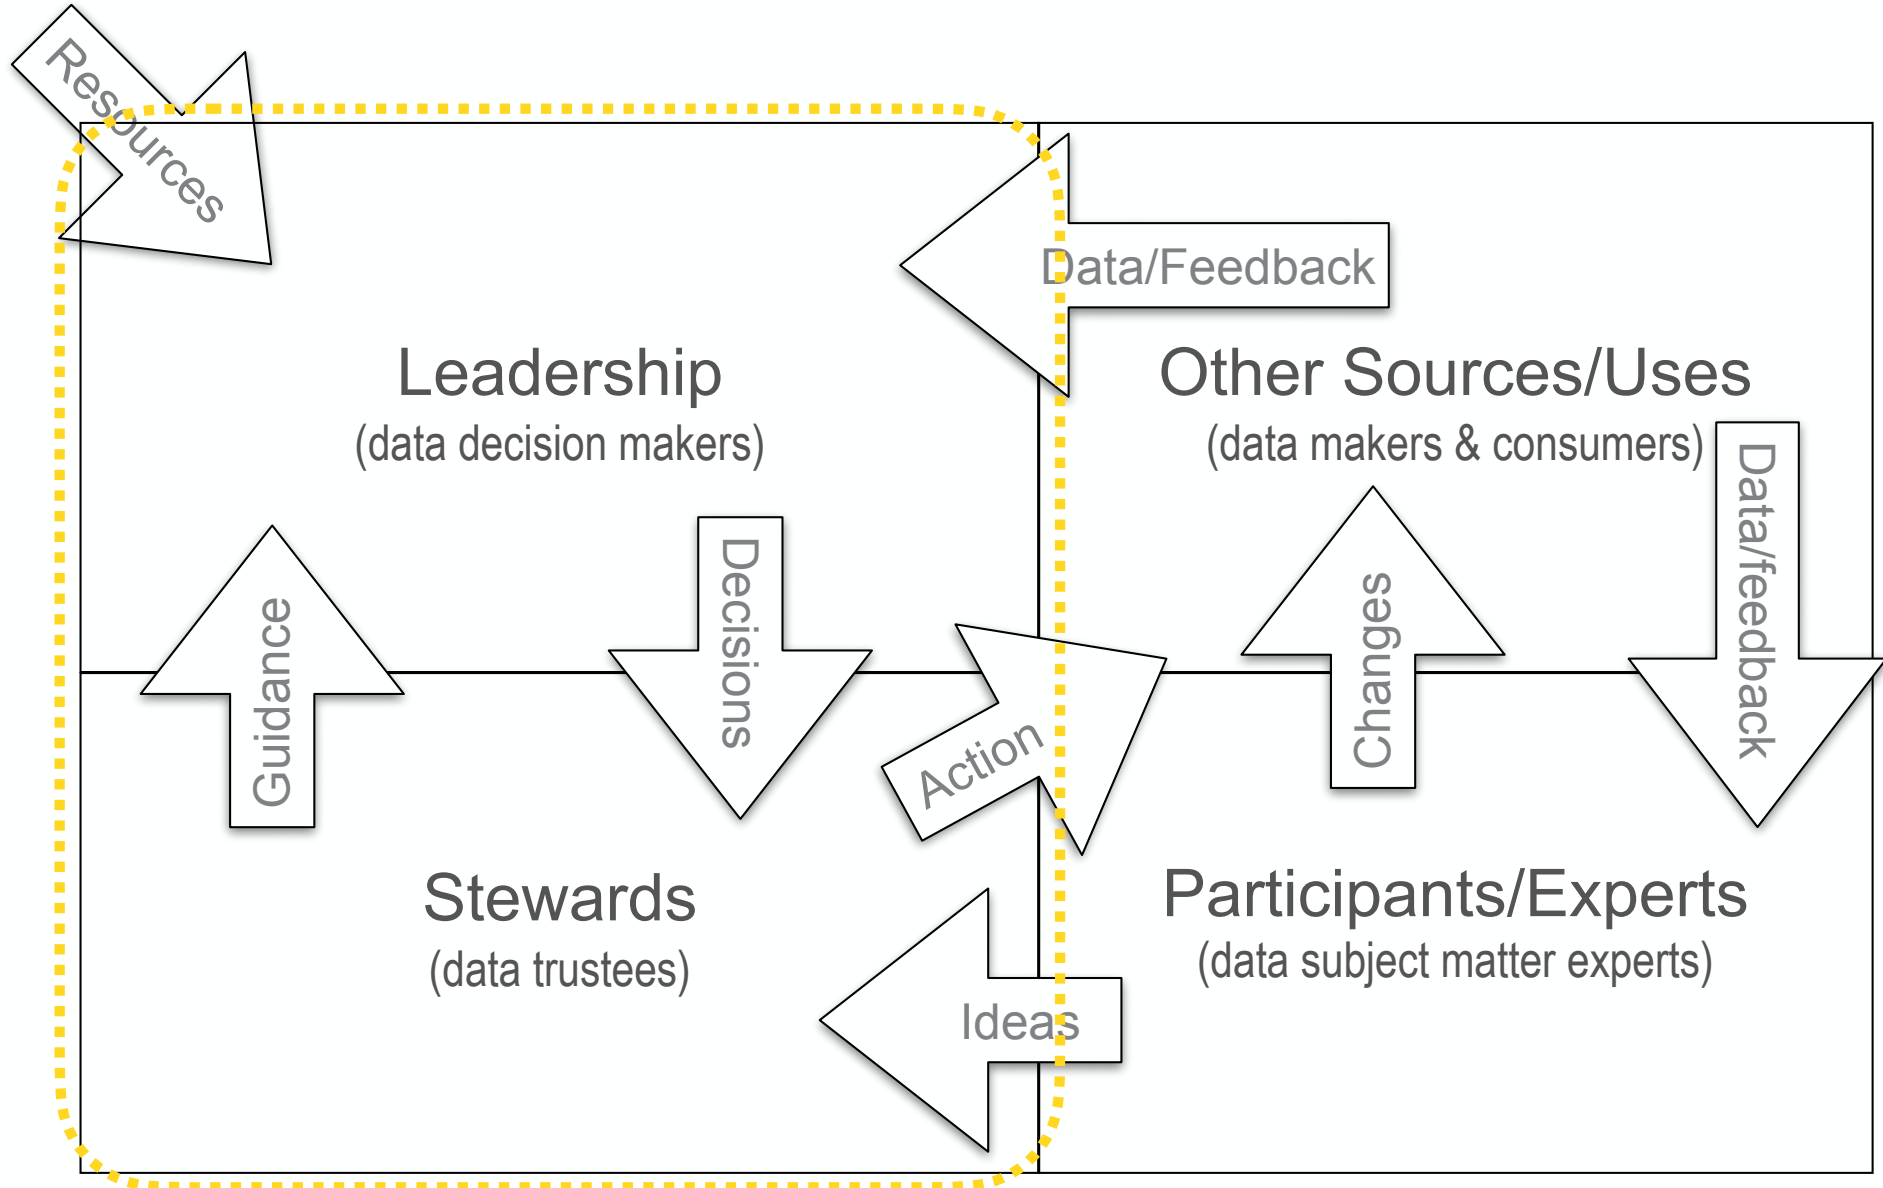 Resources
Data/Feedback
Leadership
(data decision makers)
Other Sources/Uses
(data makers & consumers)
Guidance
Decisions
Action
Changes
Data/feedback
Stewards
(data trustees)
Participants/Experts
(data subject matter experts)
Ideas